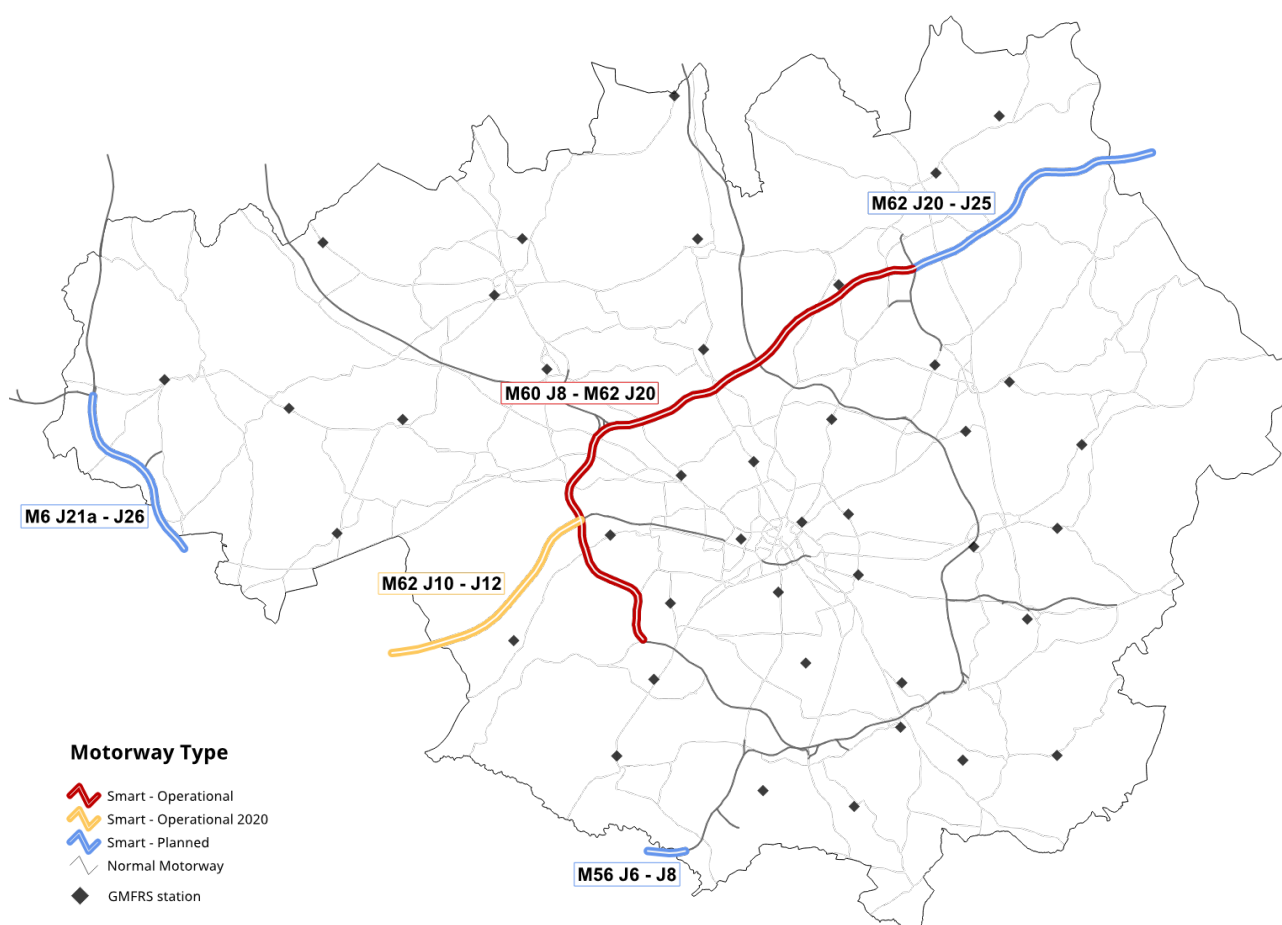 M62 J20 - J25
M60 J8 - M62 J20
M6 J21a - J26
M62 J10 - J12
M56 J6 - J8
Motorway Type
Smart - Operational
Smart - Operational 2020
Smart - Planned
Normal Motorway
GMFRS station